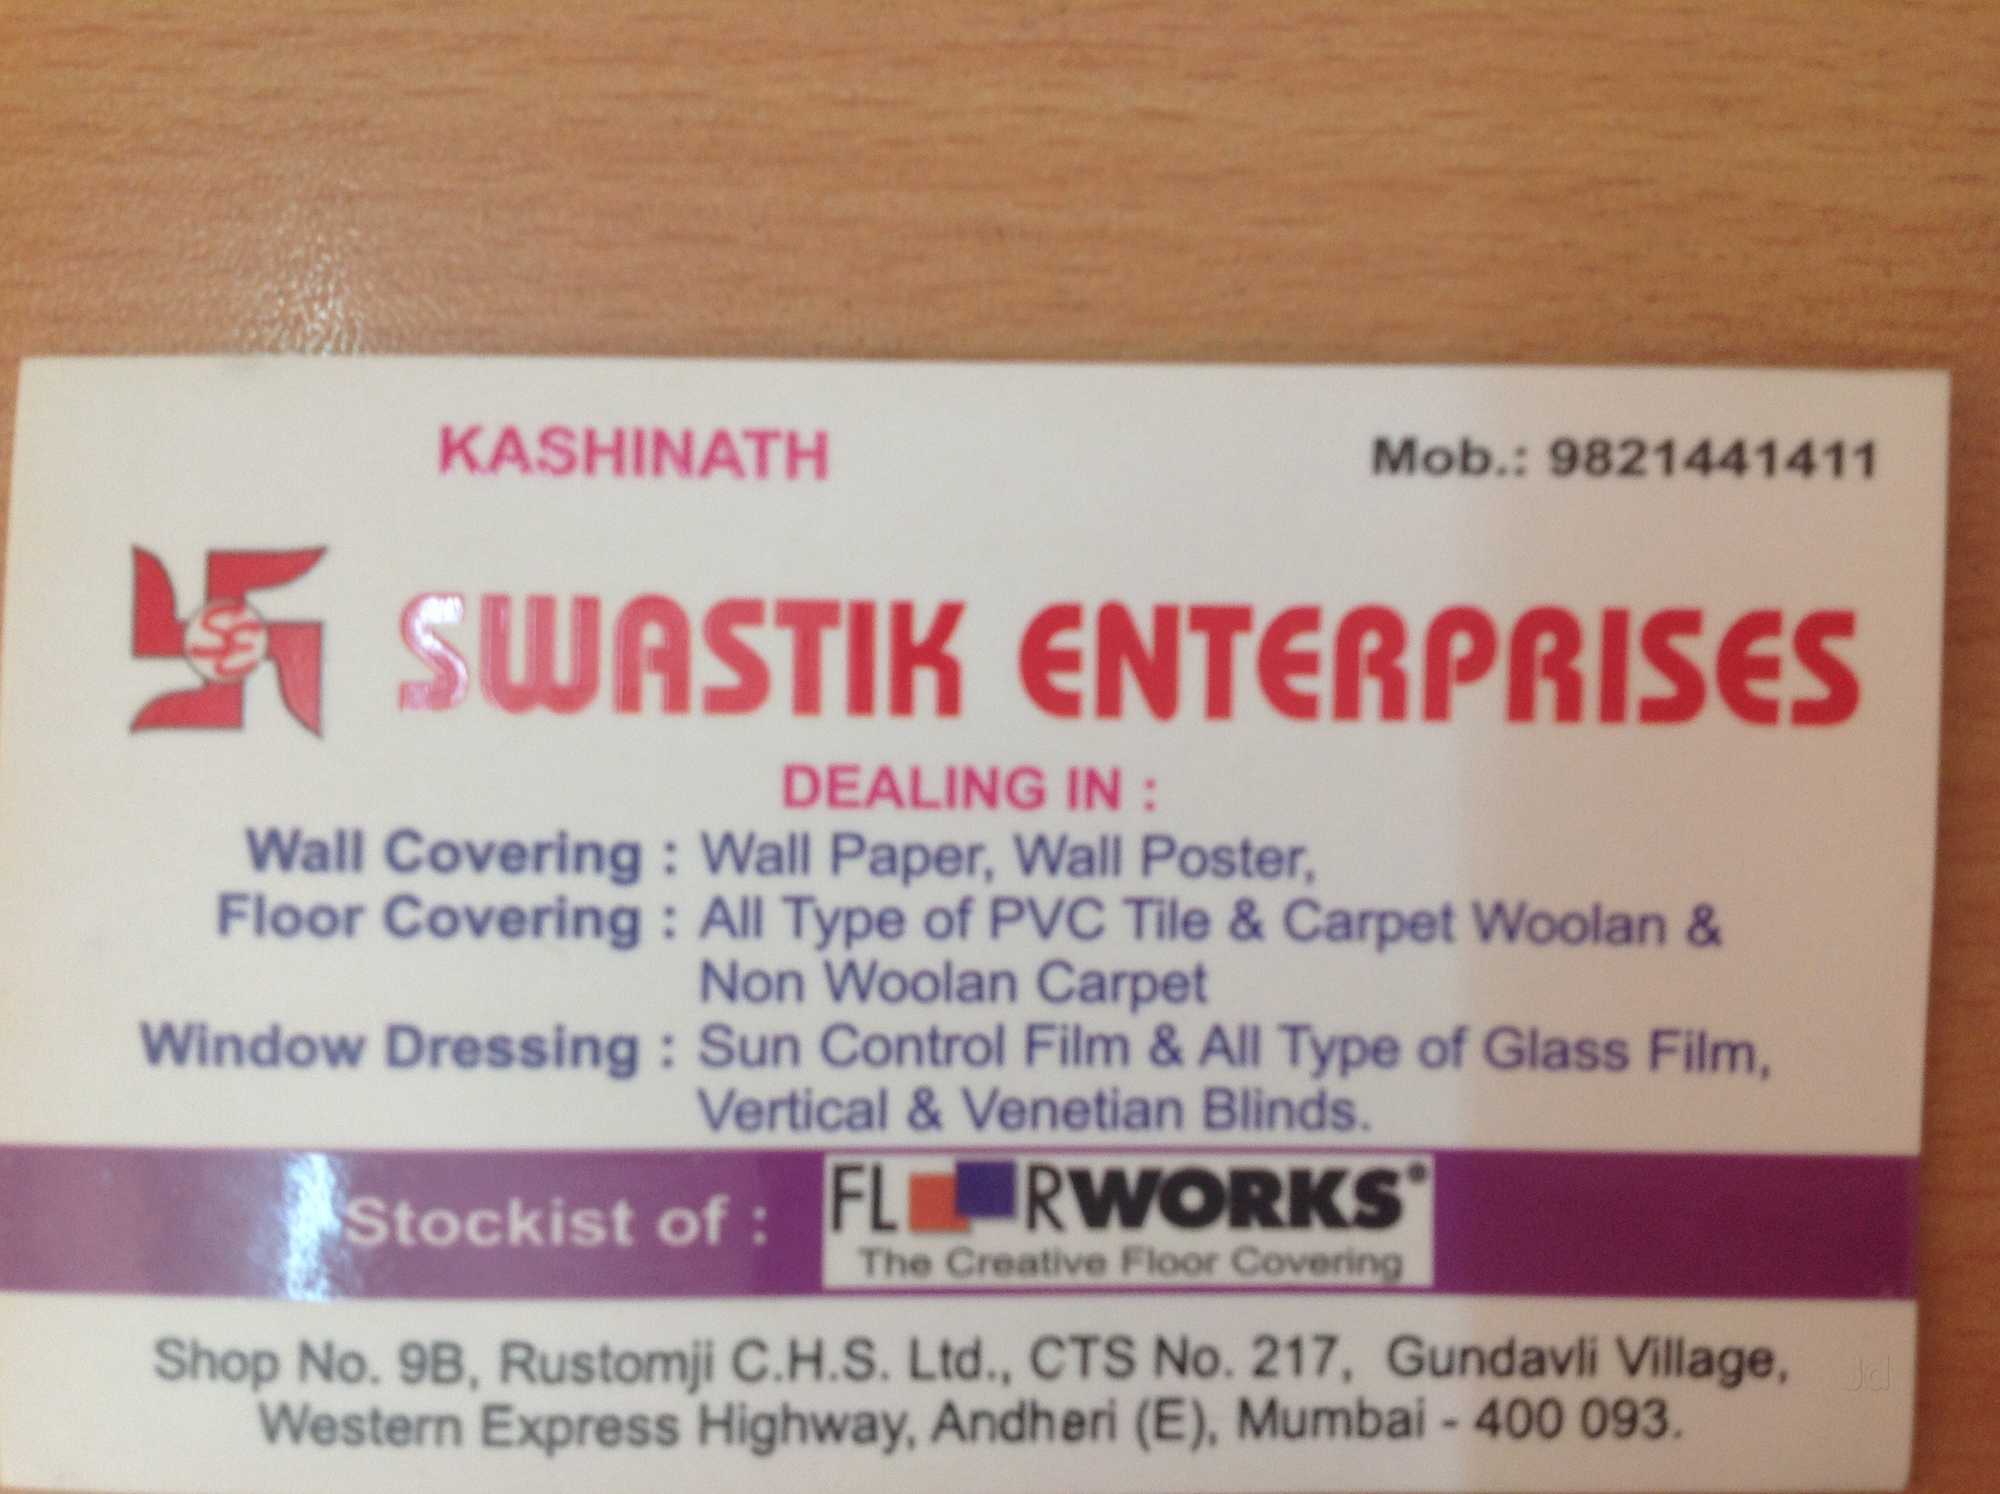 KASHINATH
Mob.: 9821441411
SE
SWASTIK ENTERPRISES
DEALING IN :
Wall Covering : Wall Paper, Wall Poster,
Floor Covering : All Type of PVC Tile & Carpet Woolan &
Non Woolan Carpet
Window Dressing : Sun Control Film & All Type of Glass Film,
Vertical & Venetian Blinds.
Stockist of : FLOORWORKS®
The Creative Floor Covering
Shop No. 9B, Rustomji C.H.S. Ltd., CTS No. 217, Gundavli Village,
Western Express Highway, Andheri (E), Mumbai - 400 093.
Jd